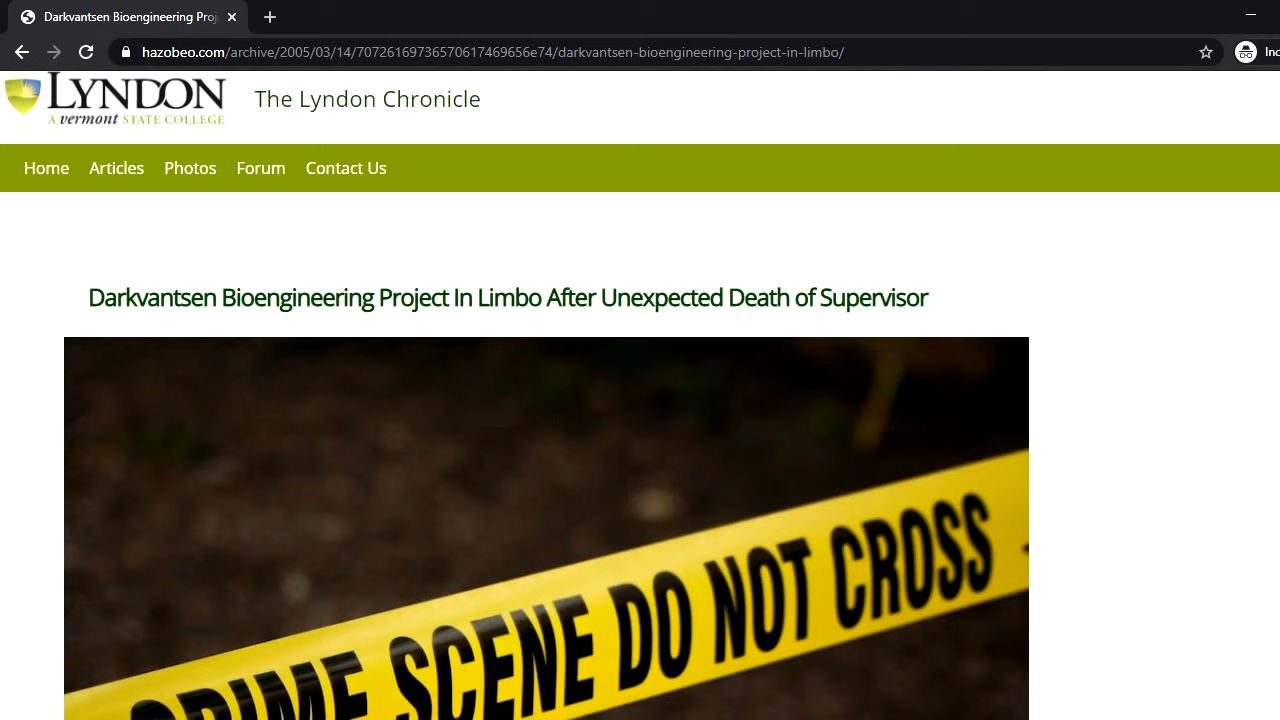 Darkvantsen Bioengineering Proj
hazobeo.com/archive/2005/03/14/70726169736570617469656e74/darkvantsen-bioengineering-project-in-limbo/
Inc
LYNDON
A vermont STATE COLLEGE
The Lyndon Chronicle
Home Articles Photos Forum Contact Us
Darkvantsen Bioengineering Project In Limbo After Unexpected Death of Supervisor
CRIME SCENE DO NOT CROSS